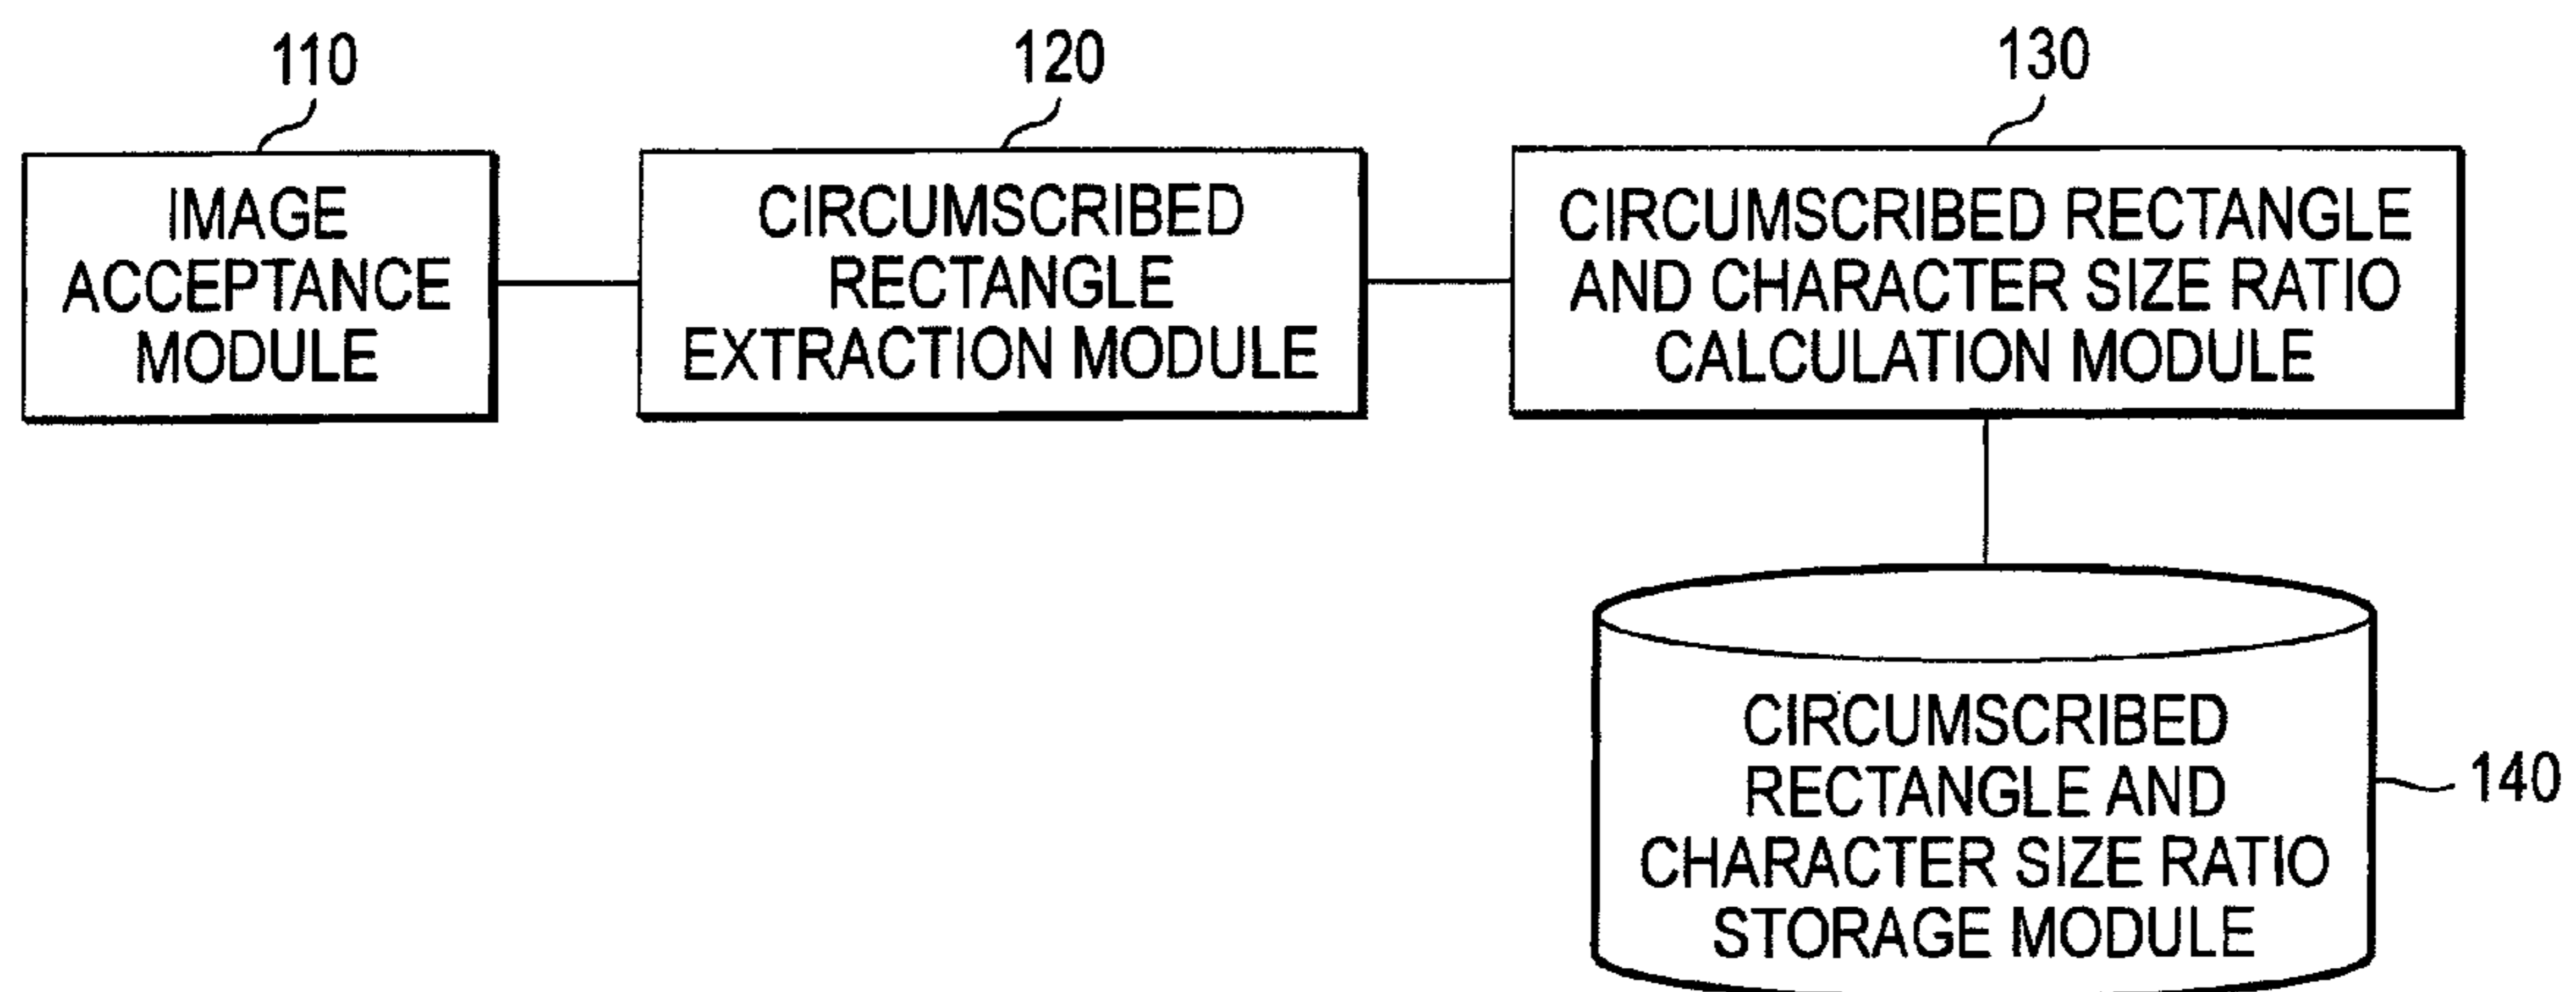 110
120
130
IMAGE
ACCEPTANCE
MODULE
CIRCUMSCRIBED
RECTANGLE
EXTRACTION MODULE
CIRCUMSCRIBED RECTANGLE
AND CHARACTER SIZE RATIO
CALCULATION MODULE
CIRCUMSCRIBED
RECTANGLE AND
CHARACTER SIZE RATIO
STORAGE MODULE
140